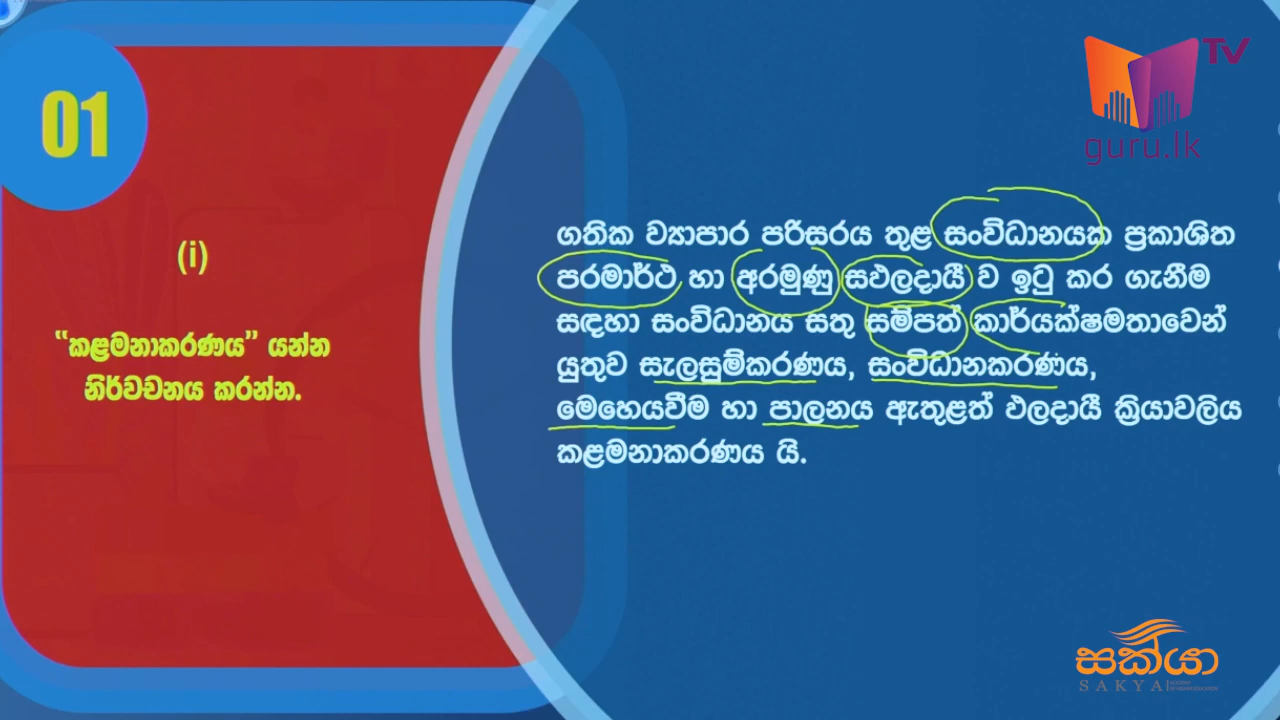 01
(i)
“කළමනාකරණය” යන්න
නිර්වචනය කරන්න.
ගතික ව්‍යාපාර පරිසරය තුළ සංවිධානයක ප්‍රකාශිත
පරමාර්ථ හා අරමුණු සඵලදායී ව ඉටු කර ගැනීම
සඳහා සංවිධානය සතු සම්පත් කාර්යක්ෂමතාවෙන්
යුතුව සැලසුම්කරණය, සංවිධානකරණය,
මෙහෙයවීම හා පාලනය ඇතුළත් ඵලදායී ක්‍රියාවලිය
කළමනාකරණය යි.
TV
guru.lk
සක්යා
SAKYA